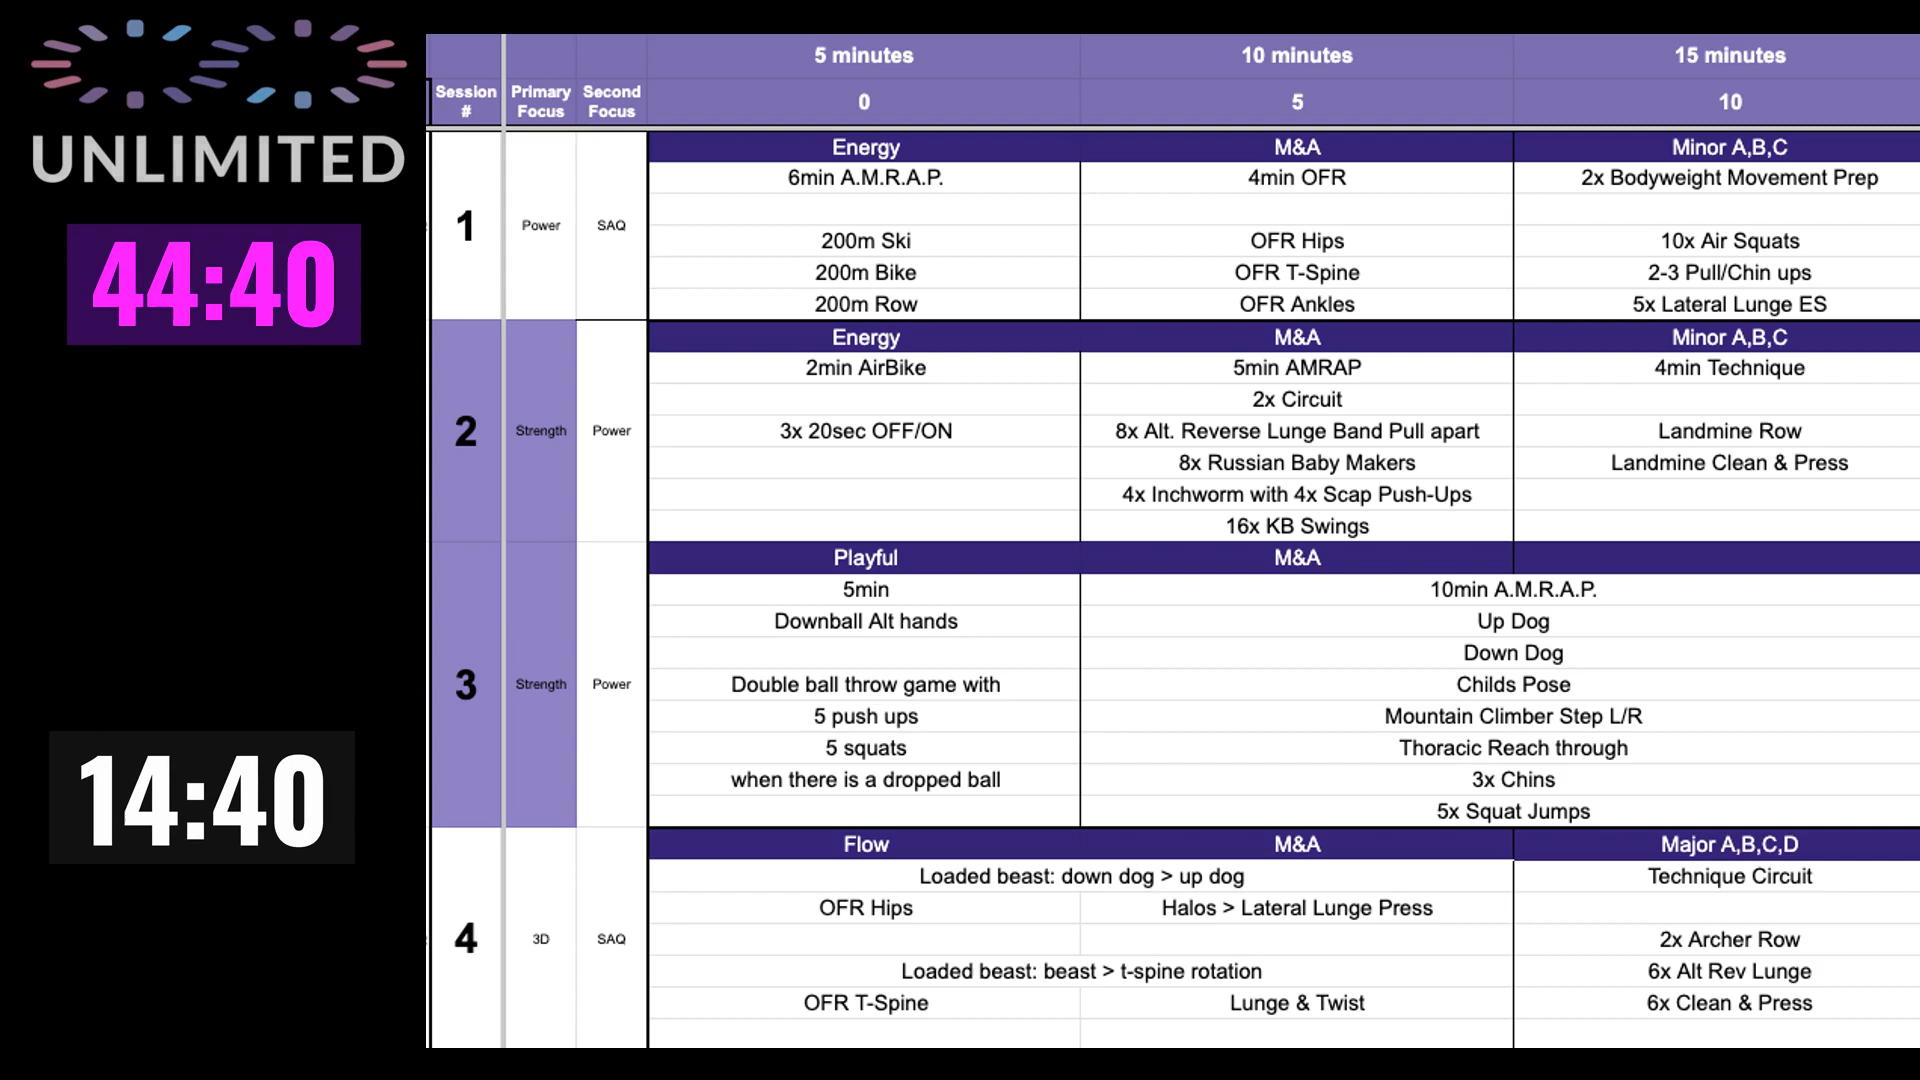 UNLIMITED
44:40
14:40
5 minutes 10 minutes 15 minutes
Session # Primary Focus Second Focus 0 5 10
Energy M&A Minor A,B,C
6min A.M.R.A.P. 4min OFR 2x Bodyweight Movement Prep
1 Power SAQ
200m Ski OFR Hips 10x Air Squats
200m Bike OFR T-Spine 2-3 Pull/Chin ups
200m Row OFR Ankles 5x Lateral Lunge ES
Energy M&A Minor A,B,C
2min AirBike 5min AMRAP 4min Technique
2x Circuit
2 Strength Power 3x 20sec OFF/ON 8x Alt. Reverse Lunge Band Pull apart Landmine Row
8x Russian Baby Makers Landmine Clean & Press
4x Inchworm with 4x Scap Push-Ups
16x KB Swings
Playful M&A
5min 10min A.M.R.A.P.
Downball Alt hands Up Dog
Down Dog
3 Strength Power Double ball throw game with Childs Pose
5 push ups Mountain Climber Step L/R
5 squats Thoracic Reach through
when there is a dropped ball 3x Chins
5x Squat Jumps
Flow M&A Major A,B,C,D
Loaded beast: down dog > up dog Technique Circuit
OFR Hips Halos > Lateral Lunge Press
4 3D SAQ 2x Archer Row
Loaded beast: beast > t-spine rotation 6x Alt Rev Lunge
OFR T-Spine Lunge & Twist 6x Clean & Press